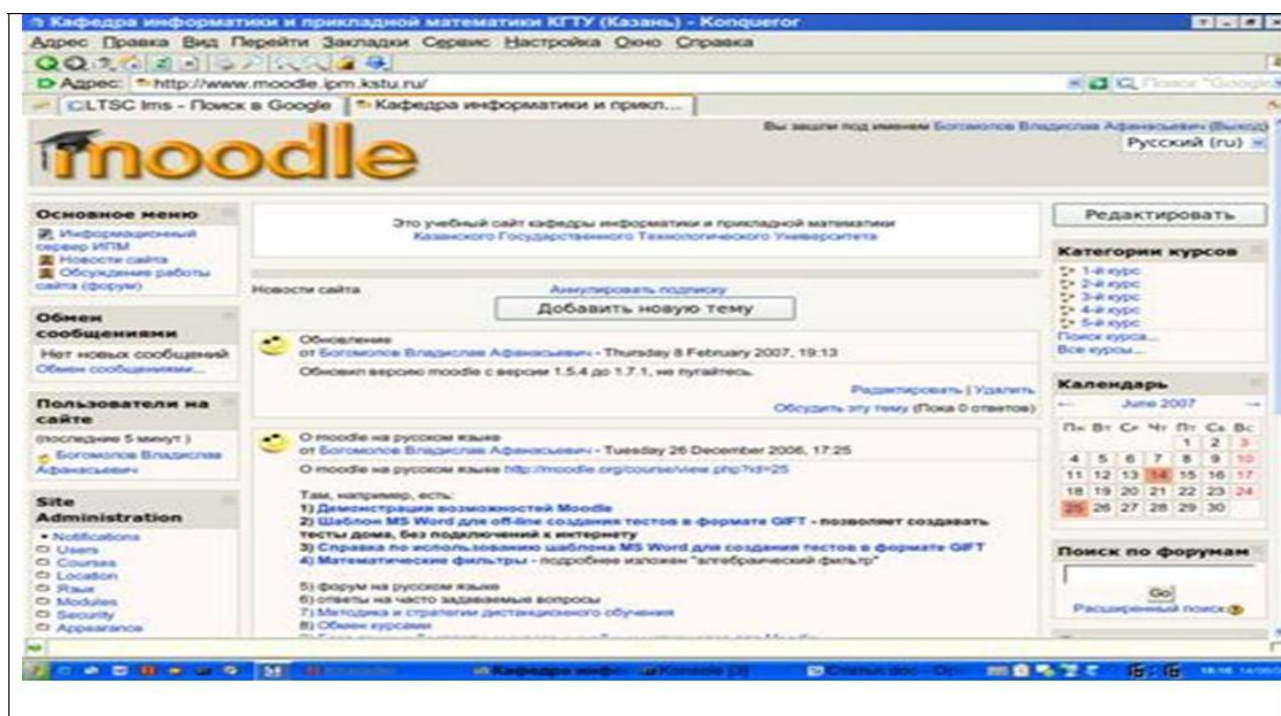 Кафедра информатики и прикладной математики КГТУ (Казань) - Konqueror
Адрес Правка Вид Перейти Закладки Сервис Настройка Окно Справка
Адрес: http://www.moodle.ipm.kstu.ru/
Поиск "Google
LTSC Ims - Поиск в Google
Кафедра информатики и прикл...
moodle
Вы зашли под именем Богомолов Владислав Афанасьевич (Выход)
Русский (ru)
Основное меню
Информационный
сервер ИПМ
Новости сайта
Обсуждение работы
сайта (форум)
Обмен
сообщениями
Нет новых сообщений
Обмен сообщениями...
Пользователи на
сайте
(последние 5 минут )
Богомолов Владислав
Афанасьевич
Site
Administration
Notifications
Users
Courses
Location
Язык
Modules
Security
Appearance
Это учебный сайт кафедры информатики и прикладной математики
Казанского Государственного Технологического Университета
Новости сайта
Аннулировать подписку
Добавить новую тему
Обновление
от Богомолов Владислав Афанасьевич - Thursday 8 February 2007, 19:13
Обновил версию moodle с версии 1.5.4 до 1.7.1, не пугайтесь.
Редактировать | Удалить
Обсудить эту тему (Пока 0 ответов)
О moodle на русском языке
от Богомолов Владислав Афанасьевич - Tuesday 26 December 2006, 17:25
О moodle на русском языке http://moodle.org/course/view.php?id=25
Там, например, есть:
1) Демонстрация возможностей Moodle
2) Шаблон MS Word для off-line создания тестов в формате GIFT - позволяет создавать
тесты дома, без подключений к интернету
3) Справка по использованию шаблона MS Word для создания тестов в формате GIFT
4) Математические фильтры - подробнее изложен "алгебраический фильтр"
5) форум на русском языке
6) ответы на часто задаваемые вопросы
7) Методика и стратегии дистанционного обучения
8) Обмен курсами
Редактировать
Категории курсов
1-й курс
2-й курс
3-й курс
4-й курс
5-й курс
Поиск курса...
Все курсы...
Календарь
June 2007
Пн Вт Ср Чт Пт Сб Вс
1 2 3
4 5 6 7 8 9 10
11 12 13 14 15 16 17
18 19 20 21 22 23 24
25 26 27 28 29 30
Поиск по форумам
Go
Расширенный поиск
Кафедра инфо
Konsole [3]
Статья.doc